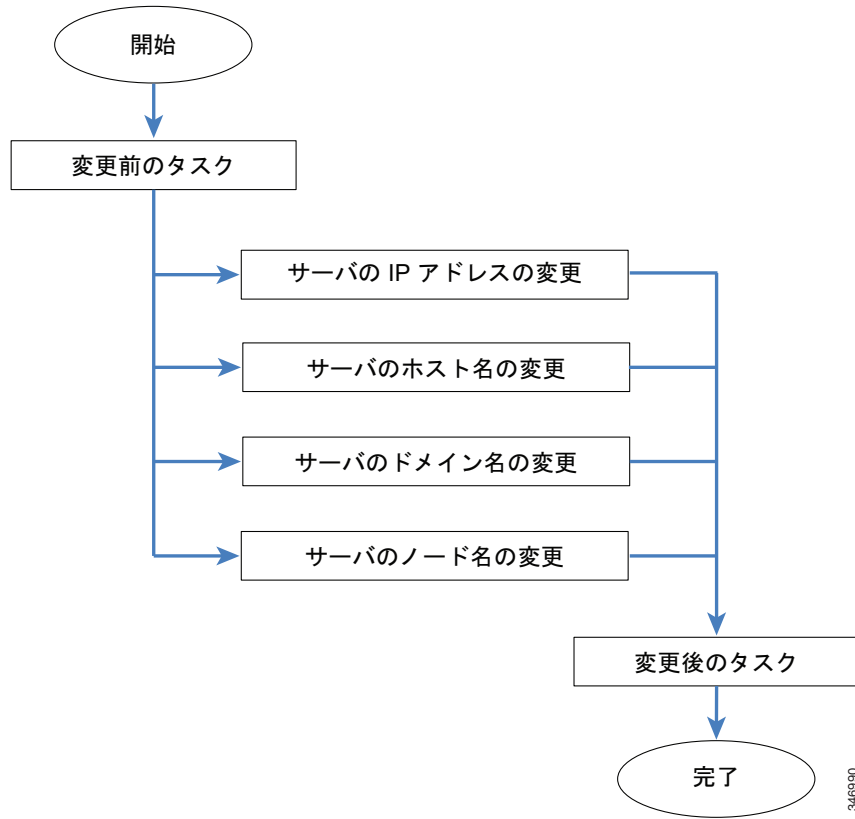 開始
変更前のタスク
サーバの IP アドレスの変更
サーバのホスト名の変更
サーバのドメイン名の変更
サーバのノード名の変更
変更後のタスク
完了
346990